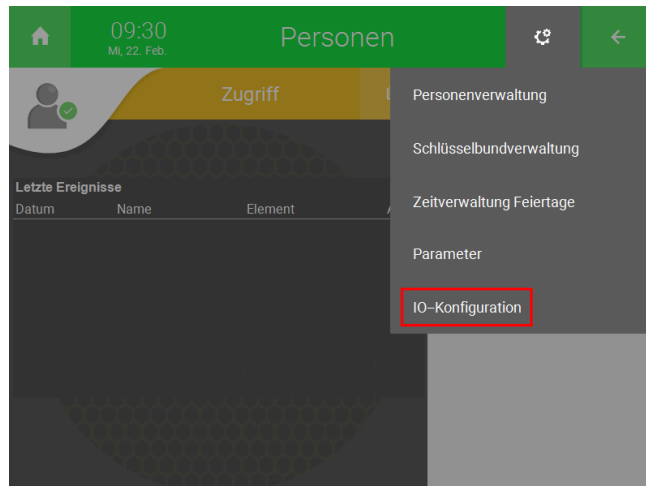 09:30
Mi, 22. Feb.
Personen
Zugriff
Personenverwaltung
Schlüsselbundverwaltung
Zeitverwaltung Feiertage
Parameter
IO–Konfiguration
Letzte Ereignisse
Datum Name Element